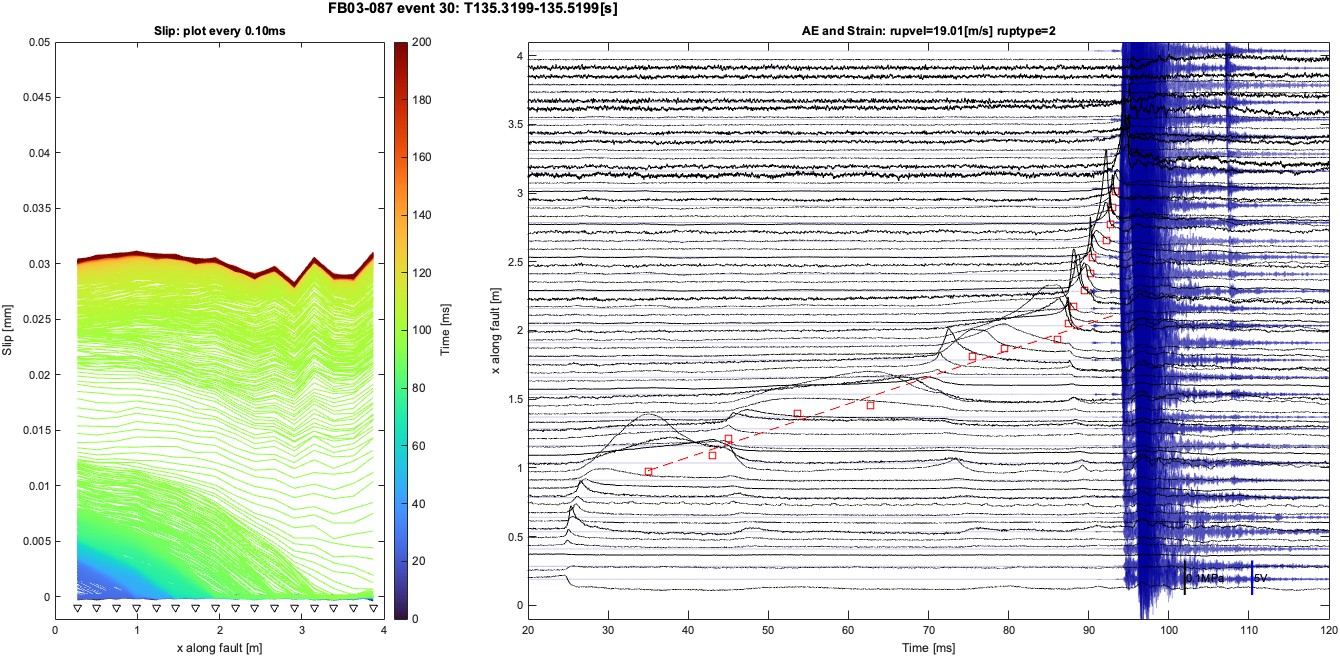 FB03-087 event 30: T135.3199-135.5199[s]
Slip: plot every 0.10ms
0.05
0.045
0.04
0.035
0.03
0.025
0.02
0.015
0.01
0.005
0
Slip [mm]
0 1 2 3 4
x along fault [m]
200
180
160
140
120
100
80
60
40
20
0
Time [ms]
AE and Strain: rupvel=19.01[m/s] ruptype=2
4
3.5
3
2.5
2
1.5
1
0.5
0
x along fault [m]
0.1MPa 5V
20 30 40 50 60 70 80 90 100 110 120
Time [ms]